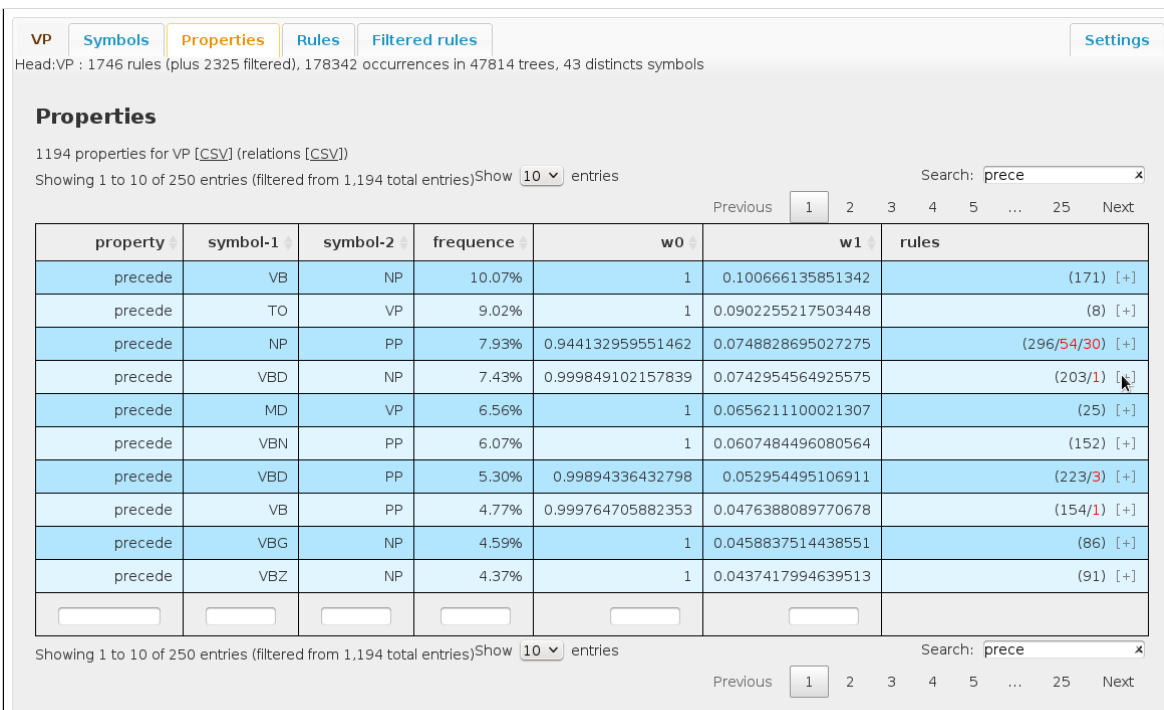 VP Symbols Properties Rules Filtered rules Settings
Head:VP : 1746 rules (plus 2325 filtered), 178342 occurrences in 47814 trees, 43 distincts symbols
Properties
1194 properties for VP [CSV] (relations [CSV])
Showing 1 to 10 of 250 entries (filtered from 1,194 total entries) Show 10 entries Search: prece
Previous 1 2 3 4 5 ... 25 Next
property symbol-1 symbol-2 frequence w0 w1 rules
precede VB NP 10.07% 1 0.100666135851342 (171) [+]
precede TO VP 9.02% 1 0.0902255217503448 (8) [+]
precede NP PP 7.93% 0.944132959551462 0.0748828695027275 (296/54/30) [+]
precede VBD NP 7.43% 0.999849102157839 0.0742954564925575 (203/1) [+]
precede MD VP 6.56% 1 0.0656211100021307 (25) [+]
precede VBN PP 6.07% 1 0.0607484496080564 (152) [+]
precede VBD PP 5.30% 0.99894336432798 0.052954495106911 (223/3) [+]
precede VB PP 4.77% 0.999764705882353 0.0476388089770678 (154/1) [+]
precede VBG NP 4.59% 1 0.0458837514438551 (86) [+]
precede VBZ NP 4.37% 1 0.0437417994639513 (91) [+]
Showing 1 to 10 of 250 entries (filtered from 1,194 total entries) Show 10 entries Search: prece
Previous 1 2 3 4 5 ... 25 Next